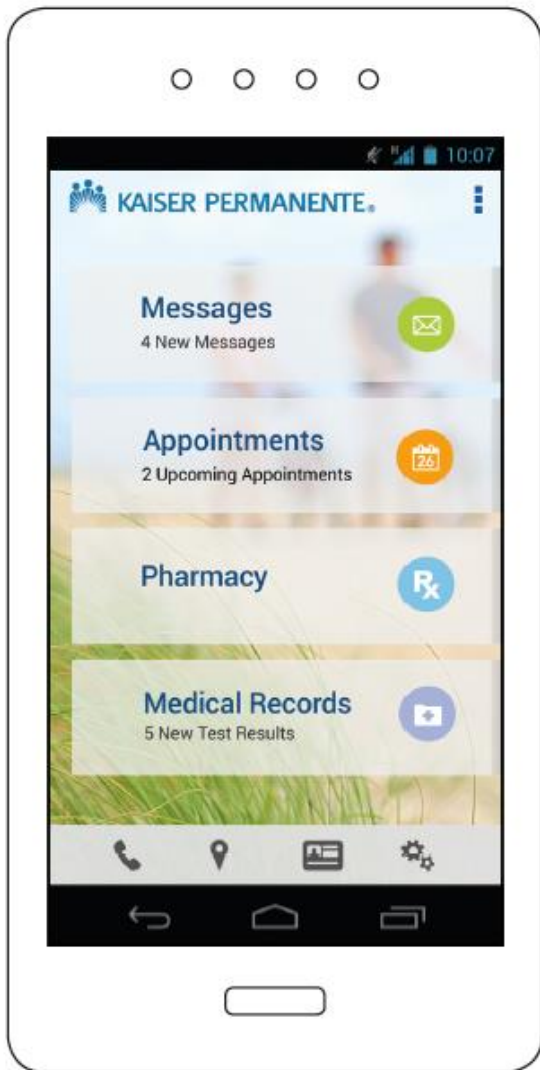 H 10:07
KAISER PERMANENTE®
Messages
4 New Messages
Appointments
2 Upcoming Appointments
26
Pharmacy
Rx
Medical Records
5 New Test Results